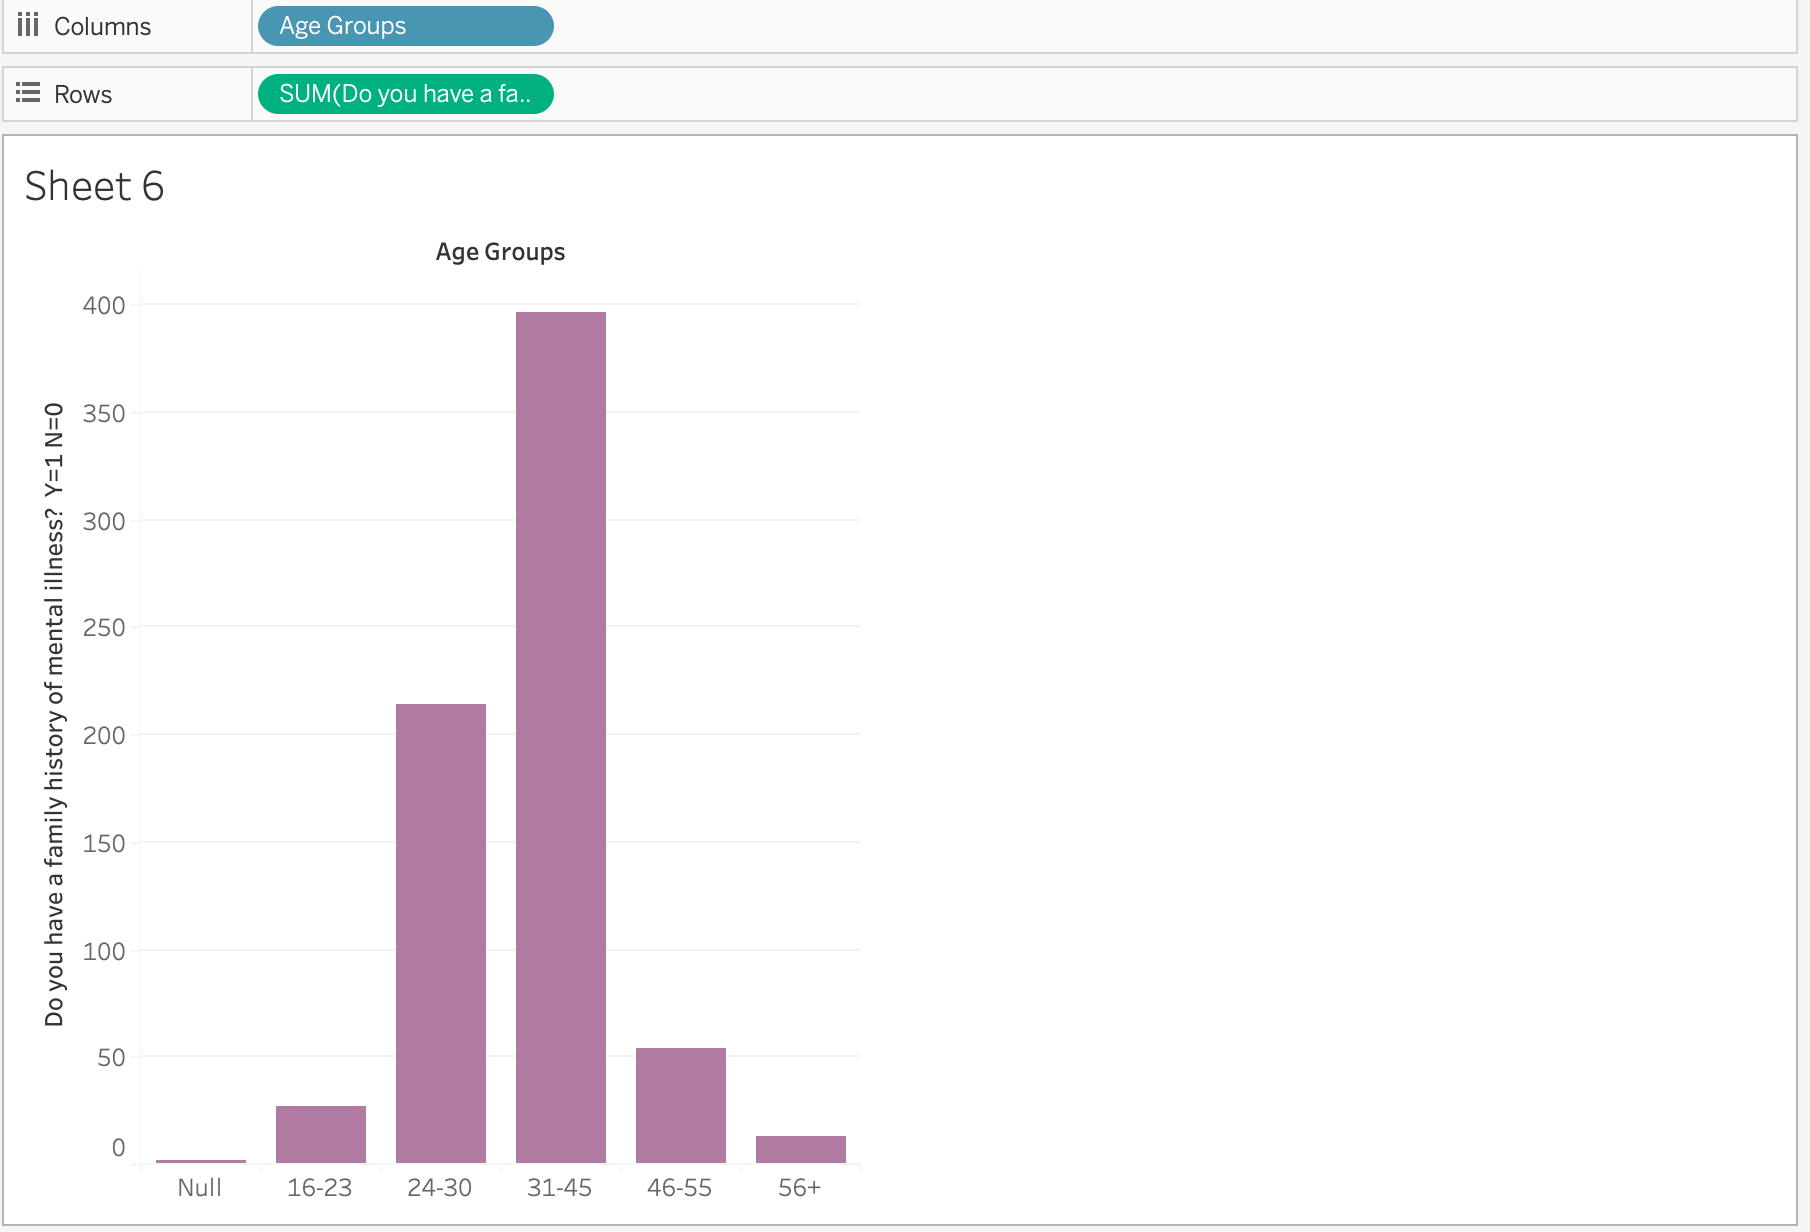 Columns
Age Groups
Rows
SUM(Do you have a fa..
Sheet 6
Age Groups
Do you have a family history of mental illness?  Y=1 N=0
400
350
300
250
200
150
100
50
0
Null 16-23 24-30 31-45 46-55 56+